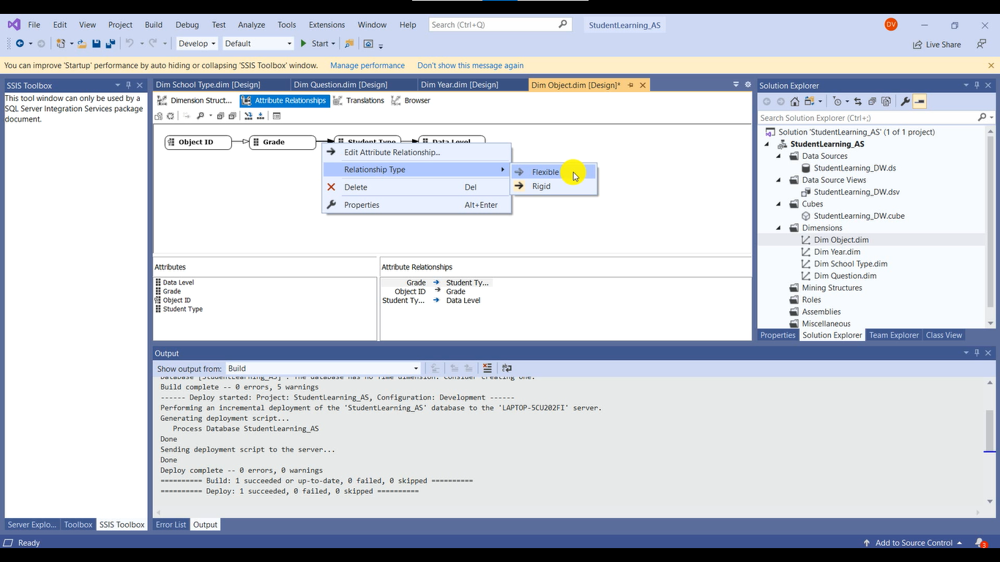 File Edit View Project Build Debug Test Analyze Tools Extensions Window Help Search (Ctrl+Q) StudentLearning_AS DV
Develop Default Start Live Share
You can improve 'Startup' performance by auto hiding or collapsing 'SSIS Toolbox' window. Manage performance Don't show this message again
SSIS Toolbox
This tool window can only be used by a
SQL Server Integration Services package
document.
Dim School Type.dim [Design] Dim Question.dim [Design] Dim Year.dim [Design] Dim Object.dim [Design]*
Dimension Struct... Attribute Relationships Translations Browser
Object ID Grade Student Type Data Level
Edit Attribute Relationship...
Relationship Type
Delete Del
Properties Alt+Enter
Flexible
Rigid
Attributes
Data Level
Grade
Object ID
Student Type
Attribute Relationships
Grade Student Ty...
Object ID Grade
Student Ty... Data Level
Solution Explorer
Search Solution Explorer (Ctrl+;)
Solution 'StudentLearning_AS' (1 of 1 project)
StudentLearning_AS
Data Sources
StudentLearning_DW.ds
Data Source Views
StudentLearning_DW.dsv
Cubes
StudentLearning_DW.cube
Dimensions
Dim Object.dim
Dim Year.dim
Dim School Type.dim
Dim Question.dim
Mining Structures
Roles
Assemblies
Miscellaneous
Properties Solution Explorer Team Explorer Class View
Output
Show output from: Build
Database [StudentLearning_AS] : The database has no Time dimension. Consider creating one.
Build complete -- 0 errors, 5 warnings
------ Deploy started: Project: StudentLearning_AS, Configuration: Development ------
Performing an incremental deployment of the 'StudentLearning_AS' database to the 'LAPTOP-5CU202FI' server.
Generating deployment script...
Process Database StudentLearning_AS
Done
Sending deployment script to the server...
Done
Deploy complete -- 0 errors, 0 warnings
========== Build: 1 succeeded or up-to-date, 0 failed, 0 skipped ==========
========== Deploy: 1 succeeded, 0 failed, 0 skipped ==========
Server Explo... Toolbox SSIS Toolbox Error List Output
Ready Add to Source Control 3